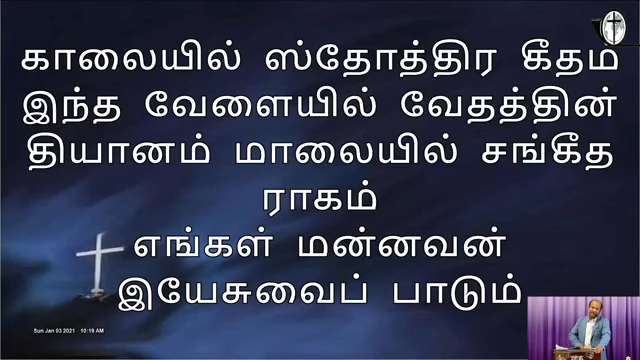 காலையில் ஸ்தோத்திர கீதம்
இந்த வேளையில் வேதத்தின்
தியானம் மாலையில் சங்கீத
ராகம்
எங்கள் மன்னவன்
இயேசுவைப் பாடும்
Sun Jan 03 2021 10:19 AM